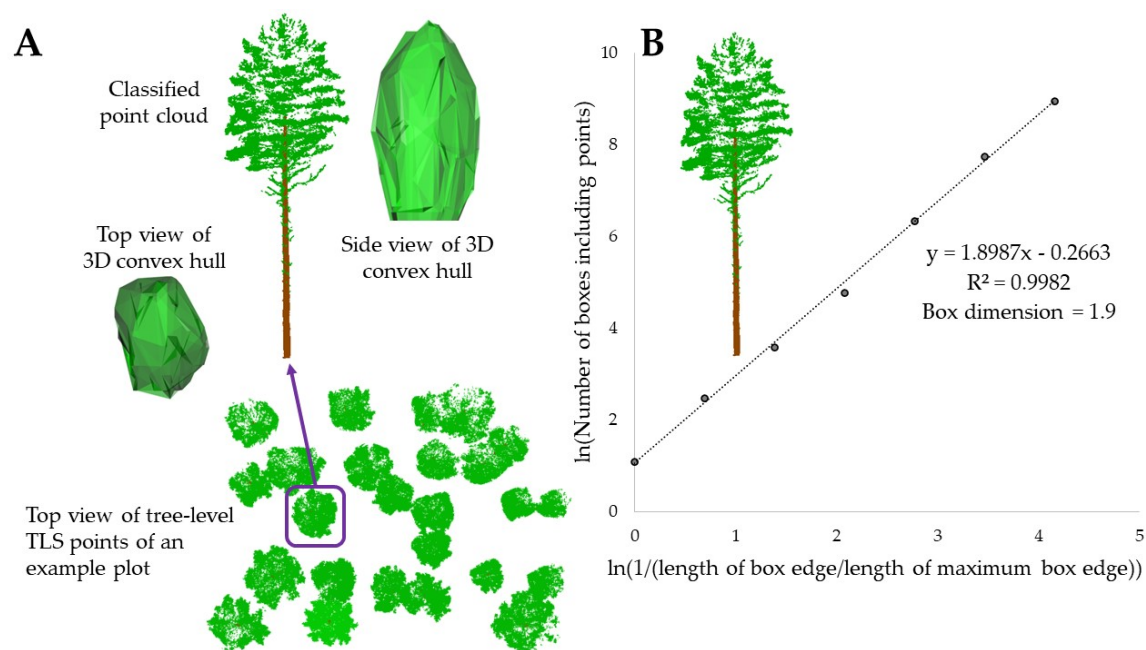 A
Classified
point cloud
Top view of
3D convex hull
Side view of 3D
convex hull
Top view of tree-level
TLS points of an
example plot
B
ln(Number of boxes including points)
10
8
6
4
2
0
y = 1.8987x - 0.2663
R² = 0.9982
Box dimension = 1.9
0 1 2 3 4 5
ln(1/(length of box edge/length of maximum box edge))